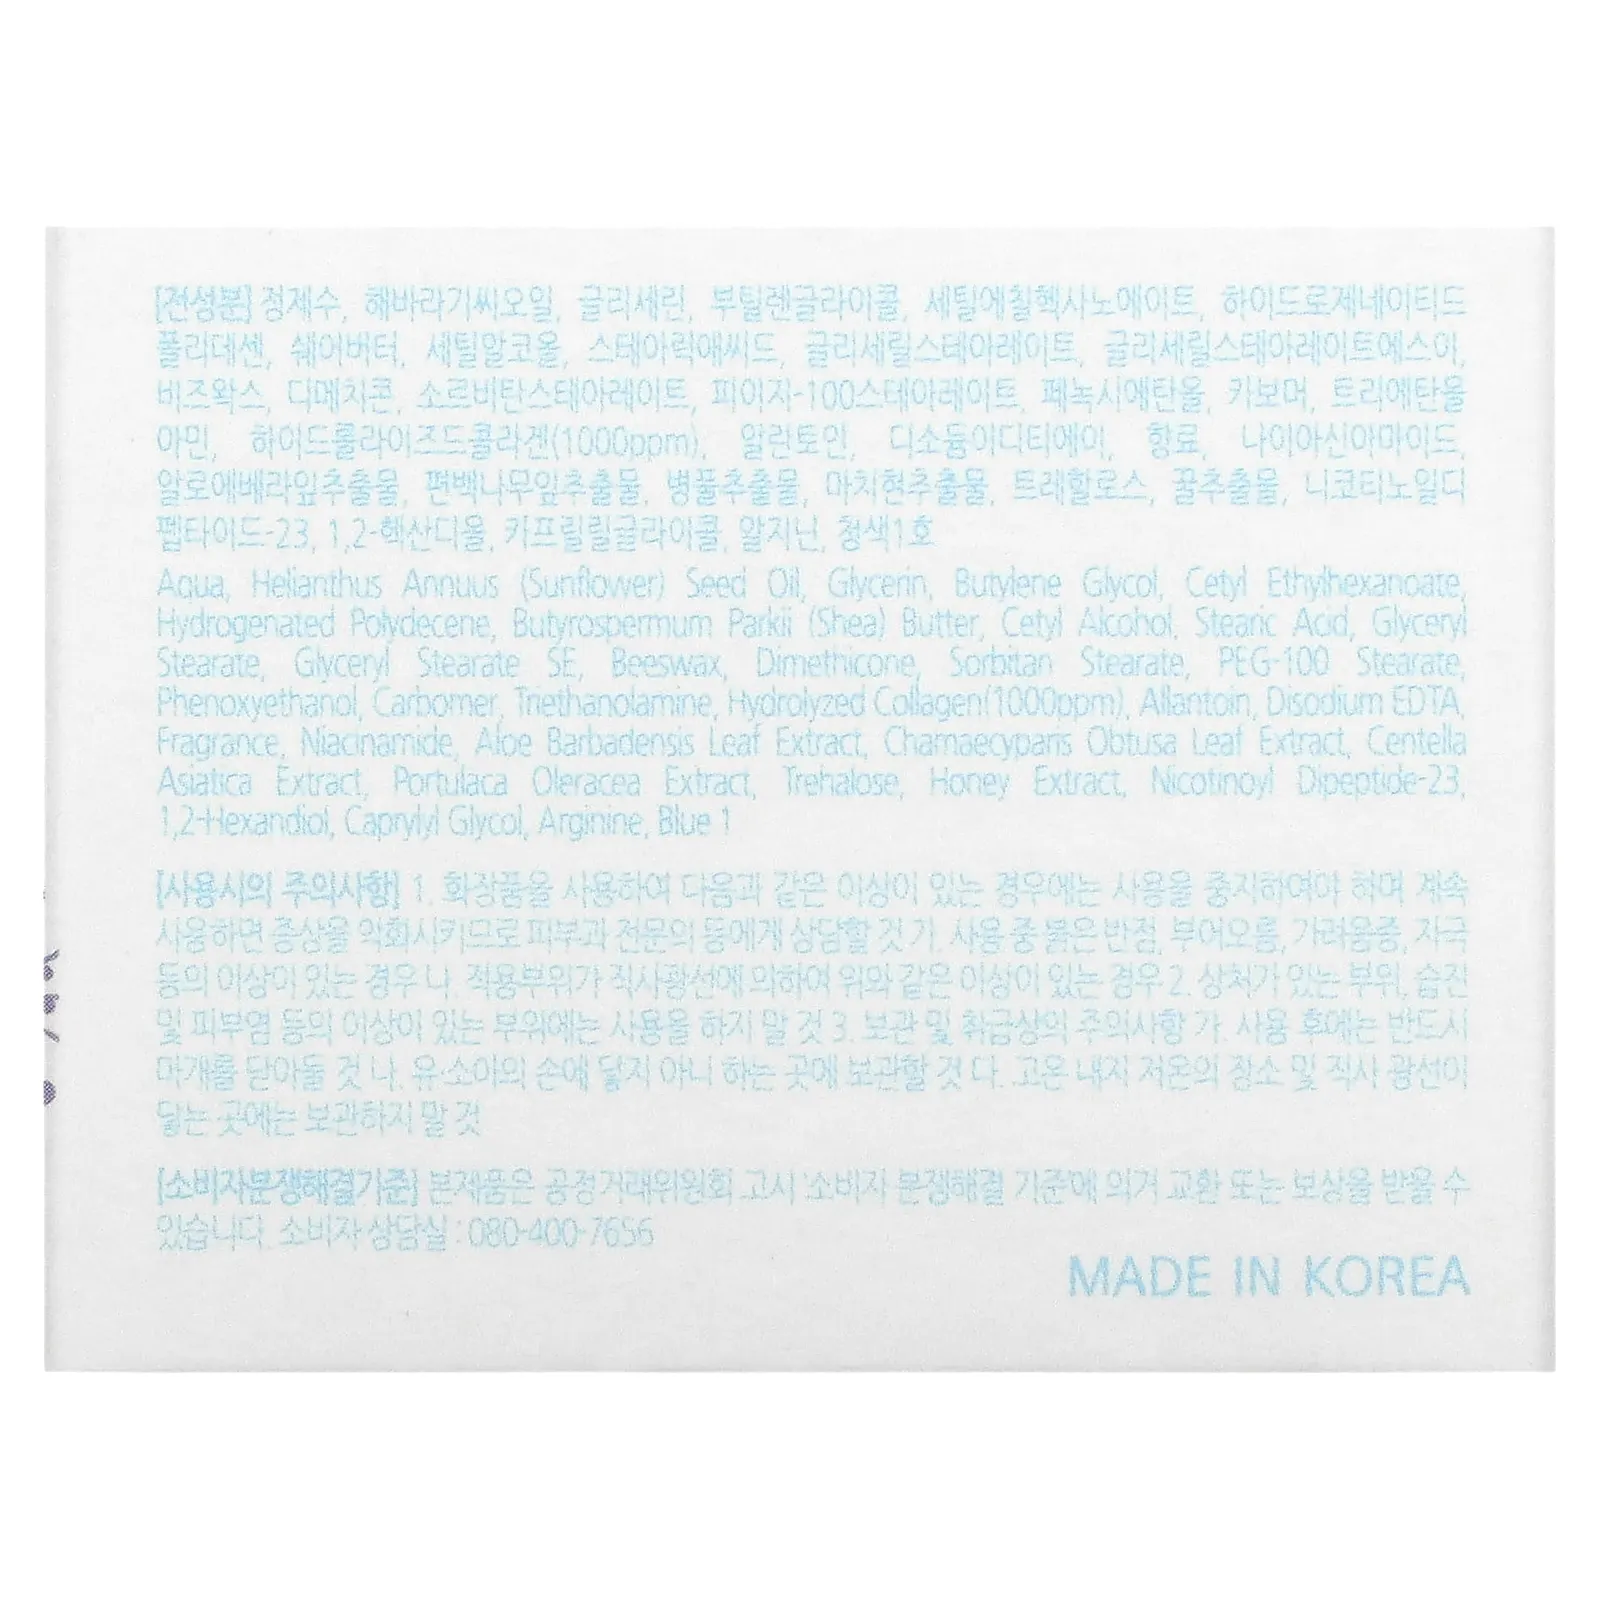 [전성분] 정제수, 해바라기씨오일, 글리세린, 부틸렌글라이콜, 세틸에칠헥사노에이트, 하이드로제네이티드
폴리데센, 쉐어버터, 세틸알코올, 스테아릭애씨드, 글리세릴스테아레이트, 글리세릴스테아레이트에스이,
비즈왁스, 디메치콘, 소르비탄스테아레이트, 피이지-100스테아레이트, 페녹시에탄올, 카보머, 트리에탄올
아민, 하이드롤라이즈드콜라겐(1000ppm), 알란토인, 디소듐이디티에이, 향료, 나이아신아마이드,
알로에베라잎추출물, 편백나무잎추출물, 병풀추출물, 마치현추출물, 트레할로스, 꿀추출물, 니코티노일디
펩타이드-23, 1,2-헥산디올, 카프릴릴글라이콜, 알지닌, 청색1호
Aqua, Helianthus Annuus (Sunflower) Seed Oil, Glycerin, Butylene Glycol, Cetyl Ethylhexanoate,
Hydrogenated Polydecene, Butyrospermum Parkii (Shea) Butter, Cetyl Alcohol, Stearic Acid, Glyceryl
Stearate, Glyceryl Stearate SE, Beeswax, Dimethicone, Sorbitan Stearate, PEG-100 Stearate,
Phenoxyethanol, Carbomer, Triethanolamine, Hydrolyzed Collagen(1000ppm), Allantoin, Disodium EDTA,
Fragrance, Niacinamide, Aloe Barbadensis Leaf Extract, Chamaecyparis Obtusa Leaf Extract, Centella
Asiatica Extract, Portulaca Oleracea Extract, Trehalose, Honey Extract, Nicotinoyl Dipeptide-23,
1,2-Hexandiol, Caprylyl Glycol, Arginine, Blue 1
[사용시의 주의사항] 1. 화장품을 사용하여 다음과 같은 이상이 있는 경우에는 사용을 중지하여야 하며 계속
사용하면 증상을 악화시키므로 피부과 전문의 등에게 상담할 것 가. 사용 중 붉은 반점, 부어오름, 가려움증, 자극
등의 이상이 있는 경우 나. 적용부위가 직사광선에 의하여 위와 같은 이상이 있는 경우 2. 상처가 있는 부위, 습진
및 피부염 등의 이상이 있는 부위에는 사용을 하지 말 것 3. 보관 및 취급상의 주의사항 가. 사용 후에는 반드시
마개를 닫아둘 것 나. 유·소아의 손에 닿지 아니 하는 곳에 보관할 것 다. 고온 내지 저온의 장소 및 직사 광선이
닿는 곳에는 보관하지 말 것
[소비자분쟁해결기준] 본제품은 공정거래위원회 고시 '소비자 분쟁해결 기준'에 의거 교환 또는 보상을 받을 수
있습니다. 소비자 상담실 : 080-400-7656
MADE IN KOREA